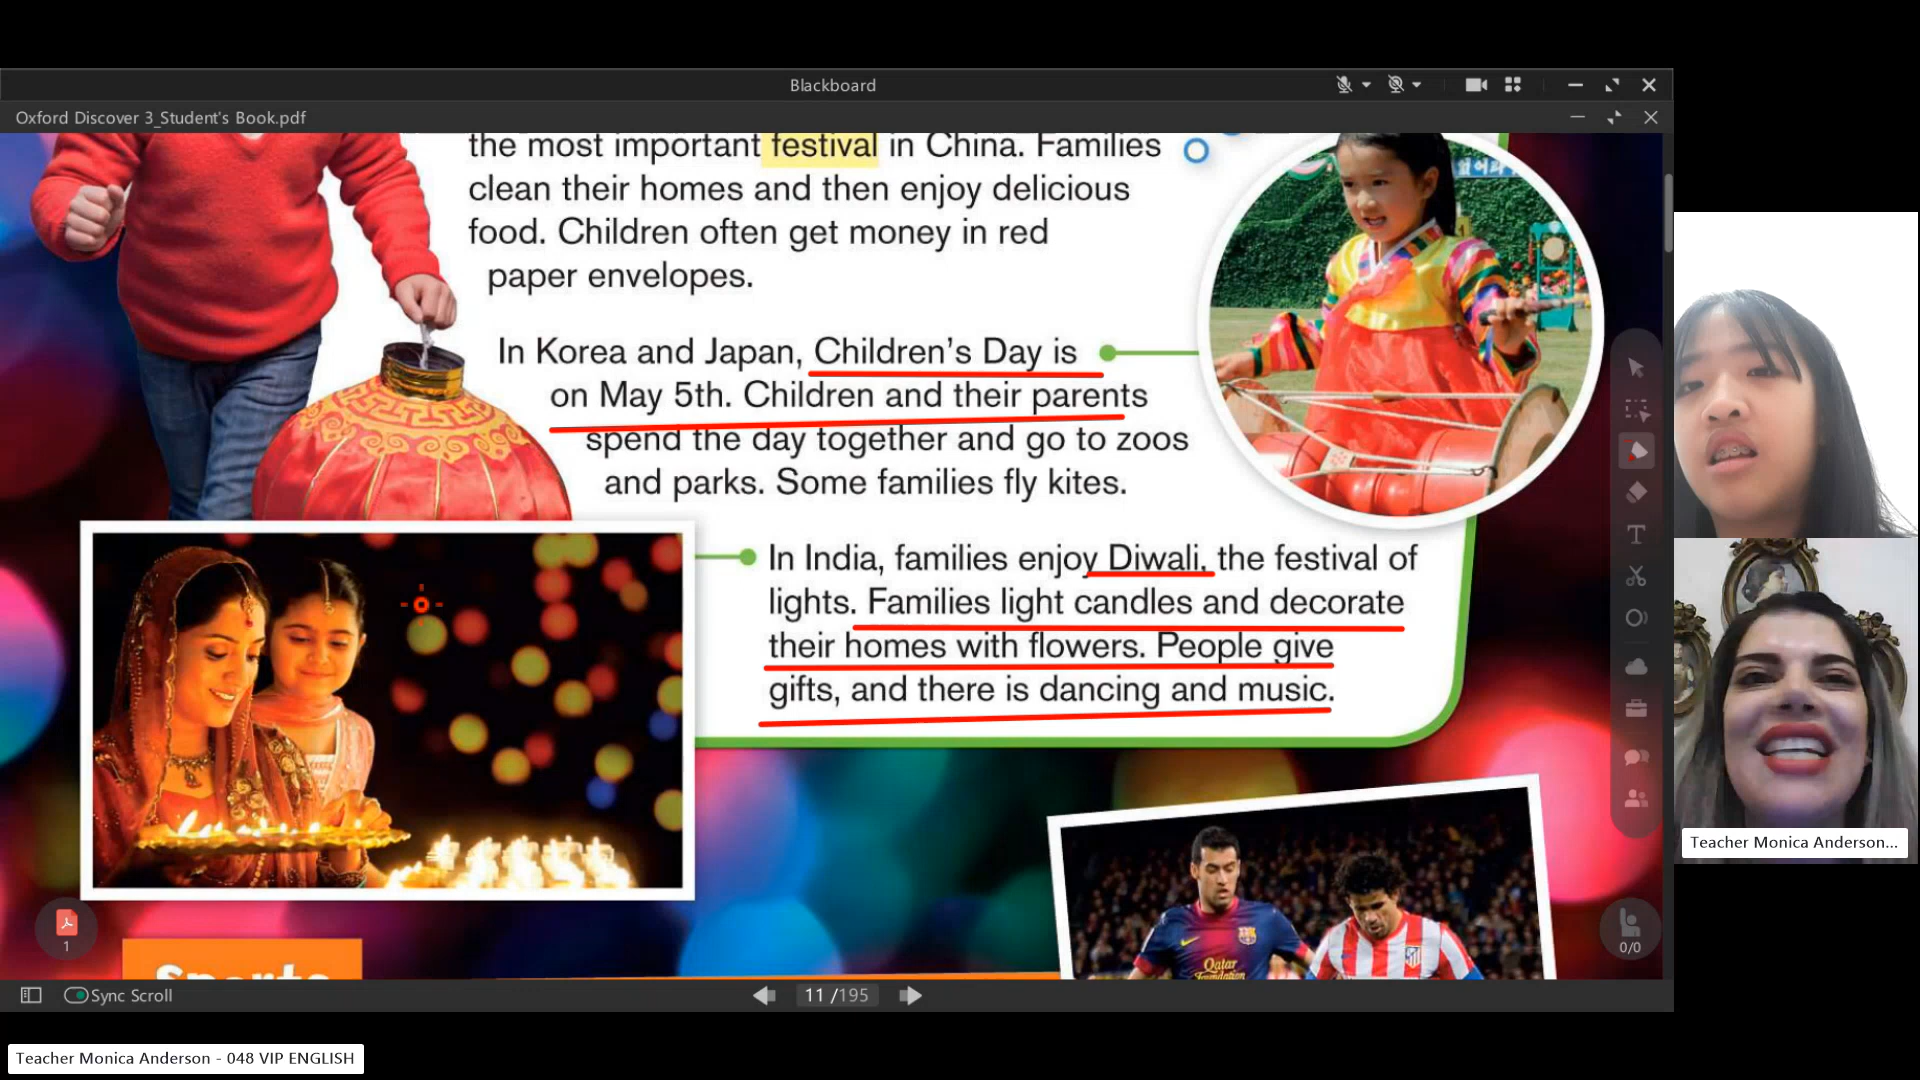 Blackboard
Oxford Discover 3_Student's Book.pdf
the most important festival in China. Families
clean their homes and then enjoy delicious
food. Children often get money in red
paper envelopes.
In Korea and Japan, Children's Day is
on May 5th. Children and their parents
spend the day together and go to zoos
and parks. Some families fly kites.
In India, families enjoy Diwali, the festival of
lights. Families light candles and decorate
their homes with flowers. People give
gifts, and there is dancing and music.
Qatar
Foundation
Sports
1
0/0
Sync Scroll
11 /195
Teacher Monica Anderson...
Teacher Monica Anderson - 048 VIP ENGLISH